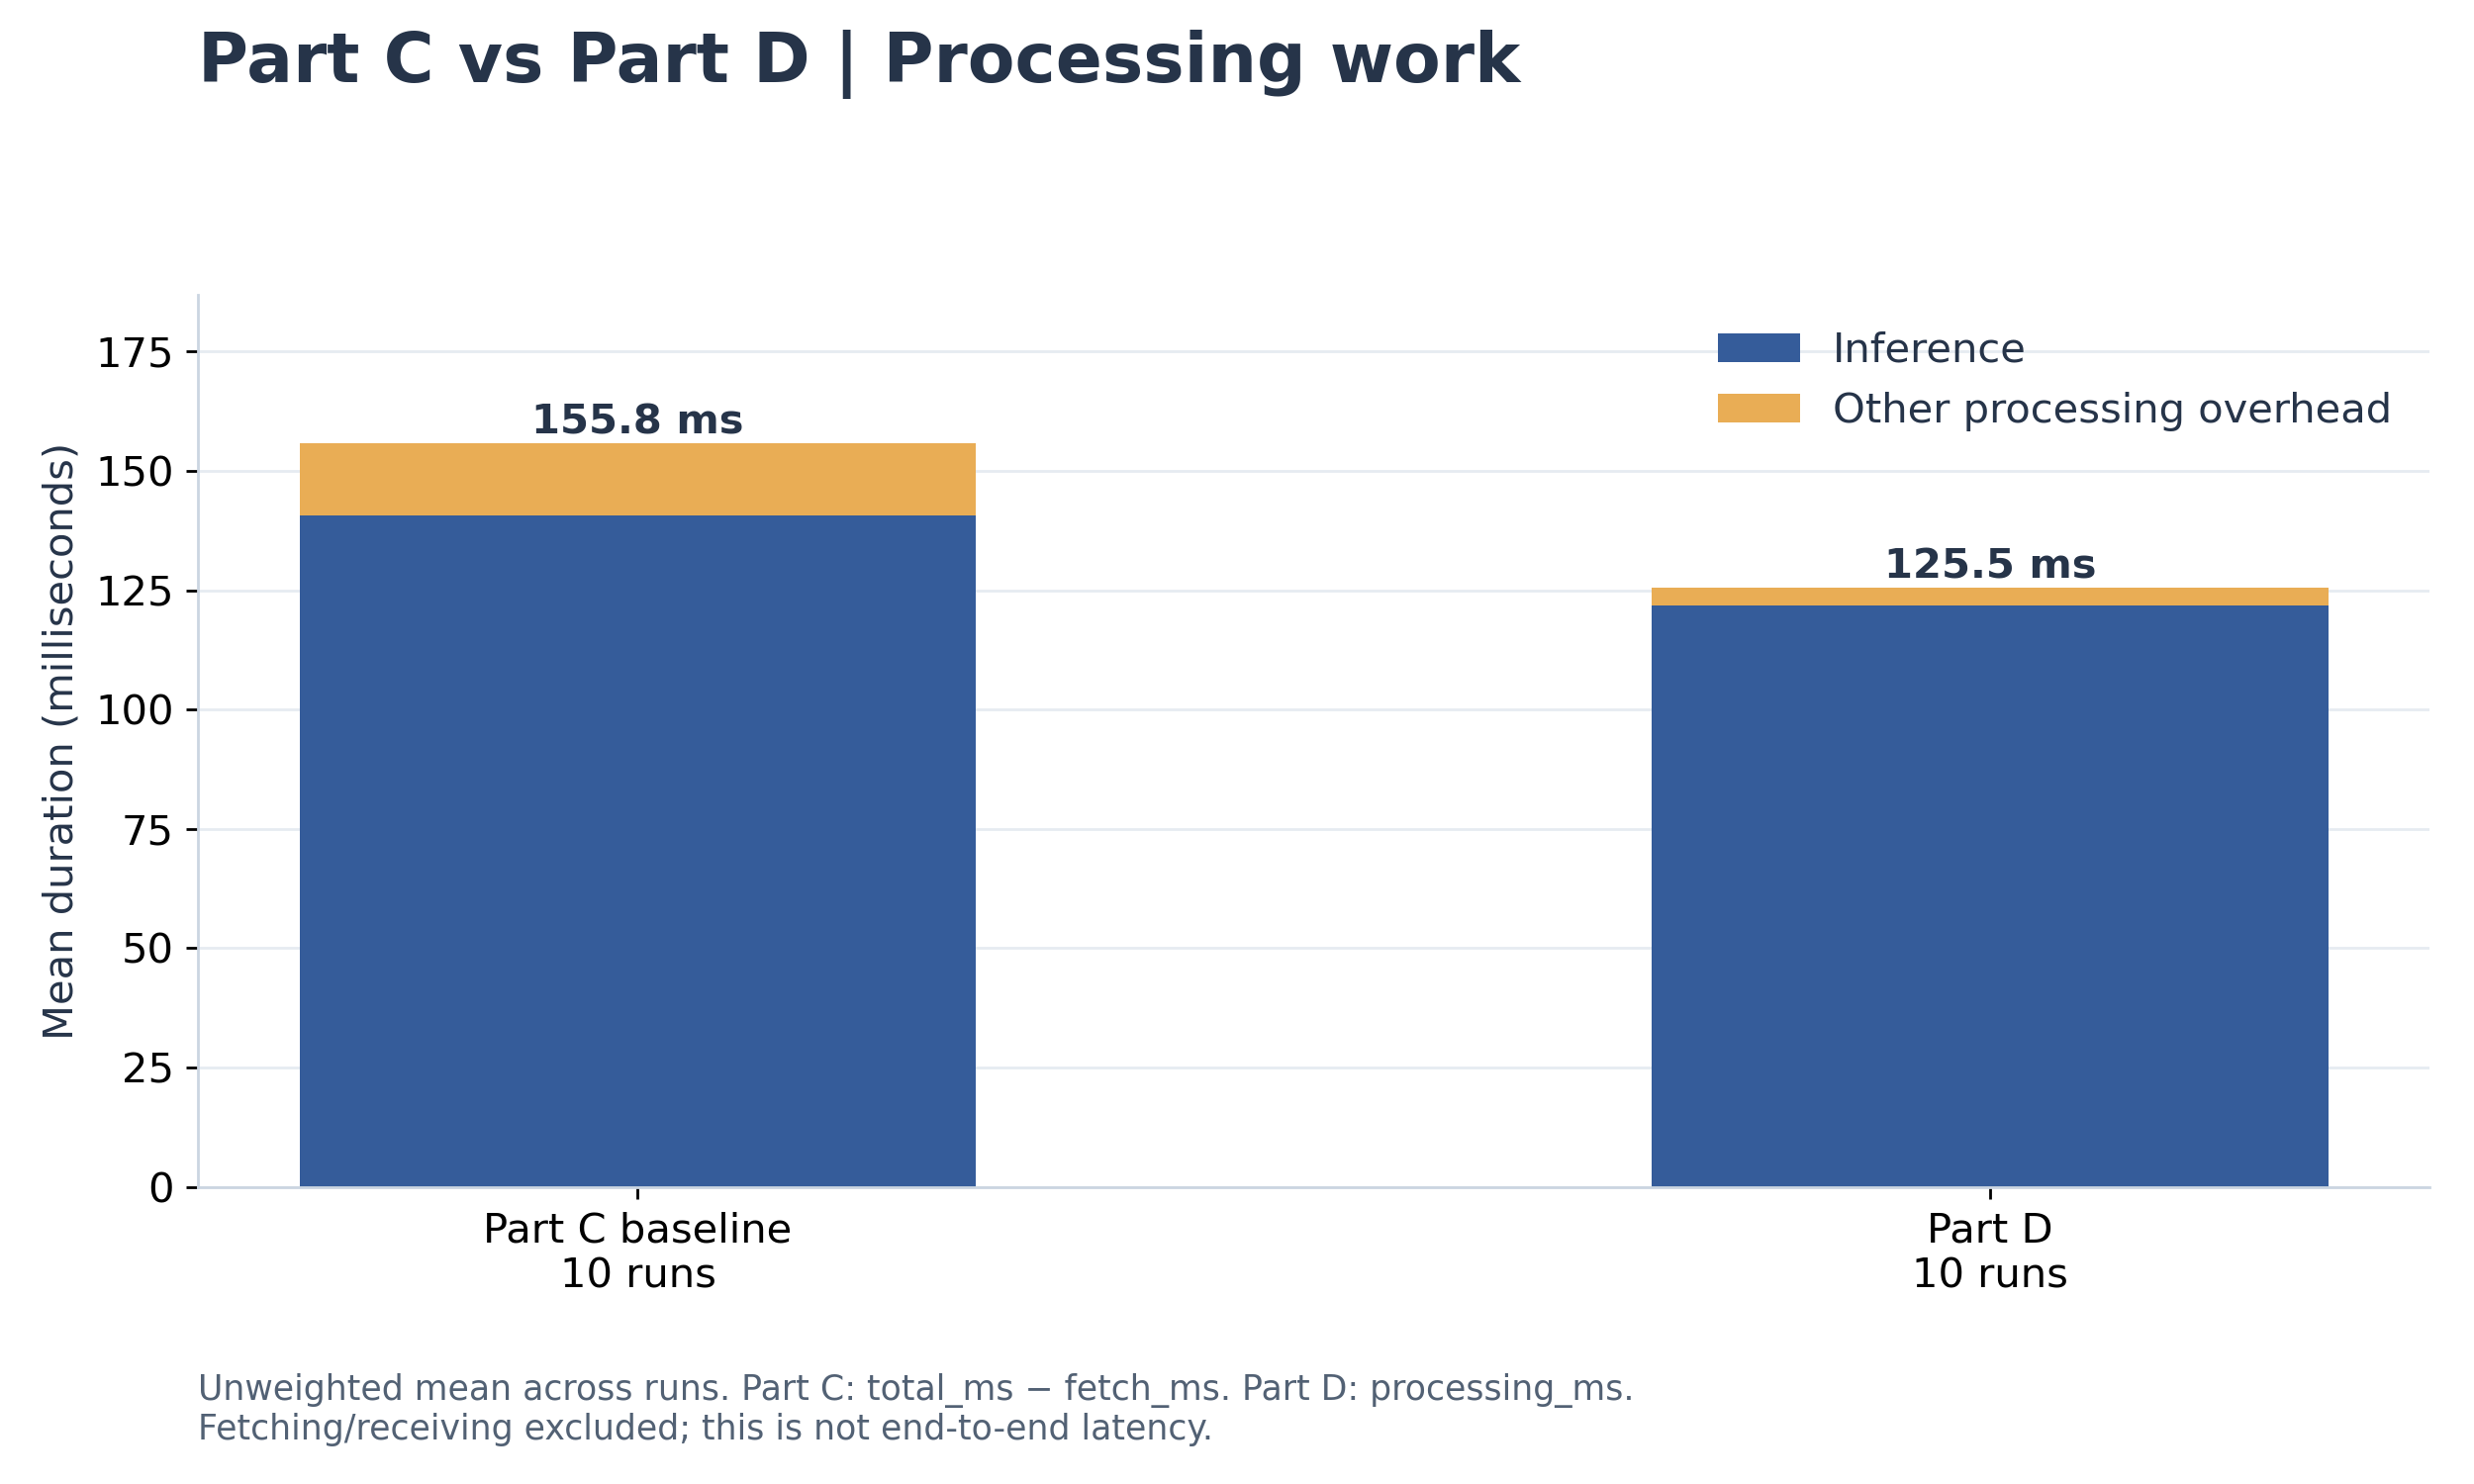 Part C vs Part D | Processing work
Mean duration (milliseconds)
175
150
125
100
75
50
25
0
Inference
Other processing overhead
155.8 ms
125.5 ms
Part C baseline
10 runs
Part D
10 runs
Unweighted mean across runs. Part C: total_ms − fetch_ms. Part D: processing_ms.
Fetching/receiving excluded; this is not end-to-end latency.